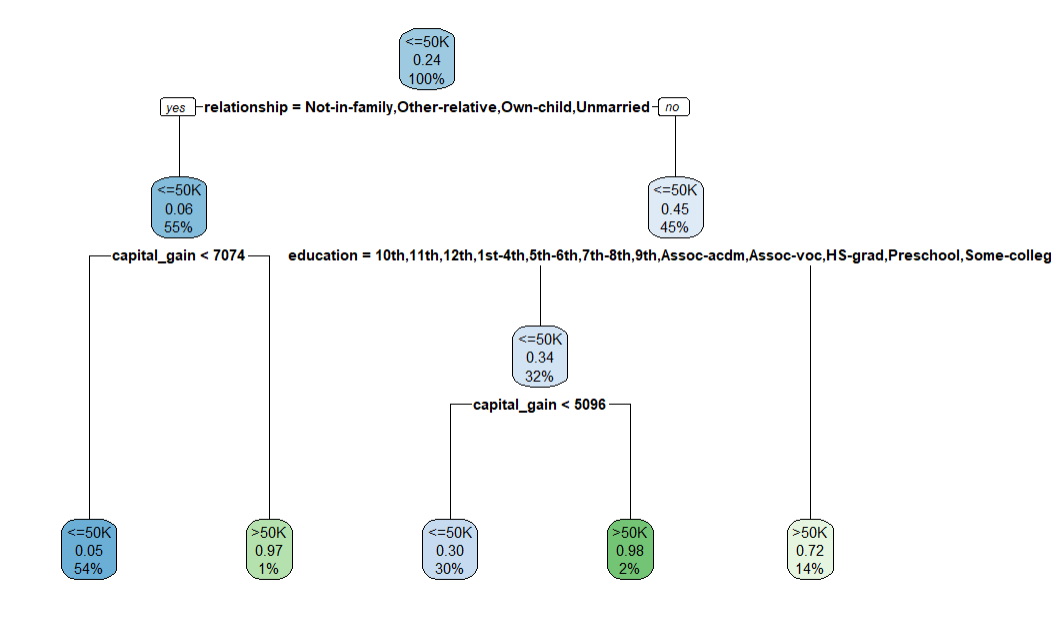 <=50K
0.24
100%
yes
relationship = Not-in-family,Other-relative,Own-child,Unmarried
no
<=50K
0.06
55%
<=50K
0.45
45%
capital_gain < 7074
education = 10th,11th,12th,1st-4th,5th-6th,7th-8th,9th,Assoc-acdm,Assoc-voc,HS-grad,Preschool,Some-colleg
<=50K
0.34
32%
capital_gain < 5096
<=50K
0.05
54%
>50K
0.97
1%
<=50K
0.30
30%
>50K
0.98
2%
>50K
0.72
14%